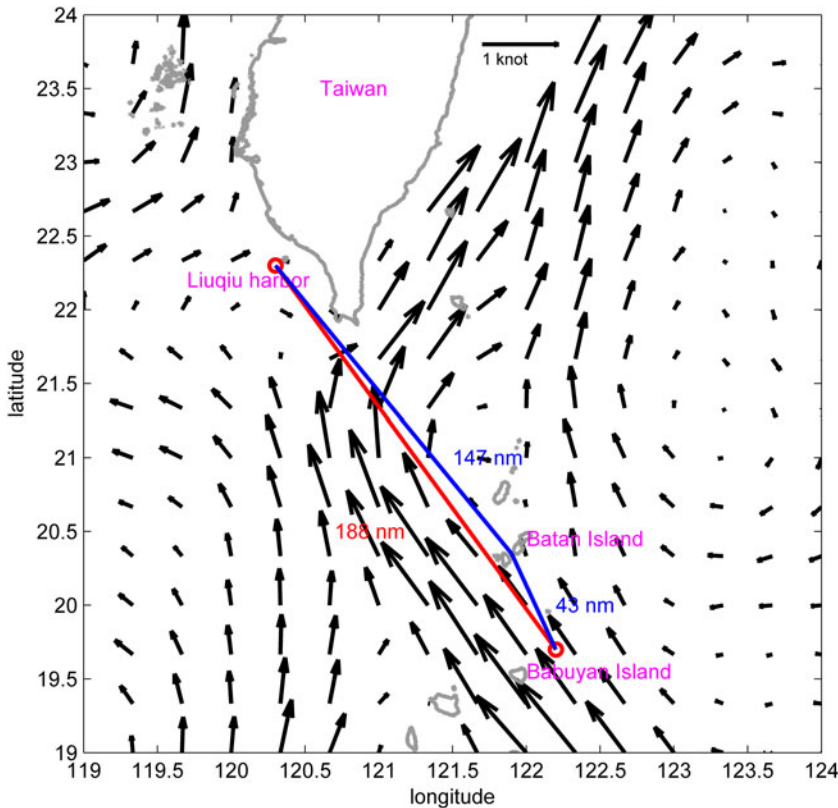 24
23.5
23
22.5
22
21.5
21
20.5
20
19.5
19
latitude
1 knot
Taiwan
Liuqiu harbor
147 nm
188 nm
Batan Island
43 nm
Babuyan Island
119
119.5
120
120.5
121
121.5
122
122.5
123
123.5
124
longitude